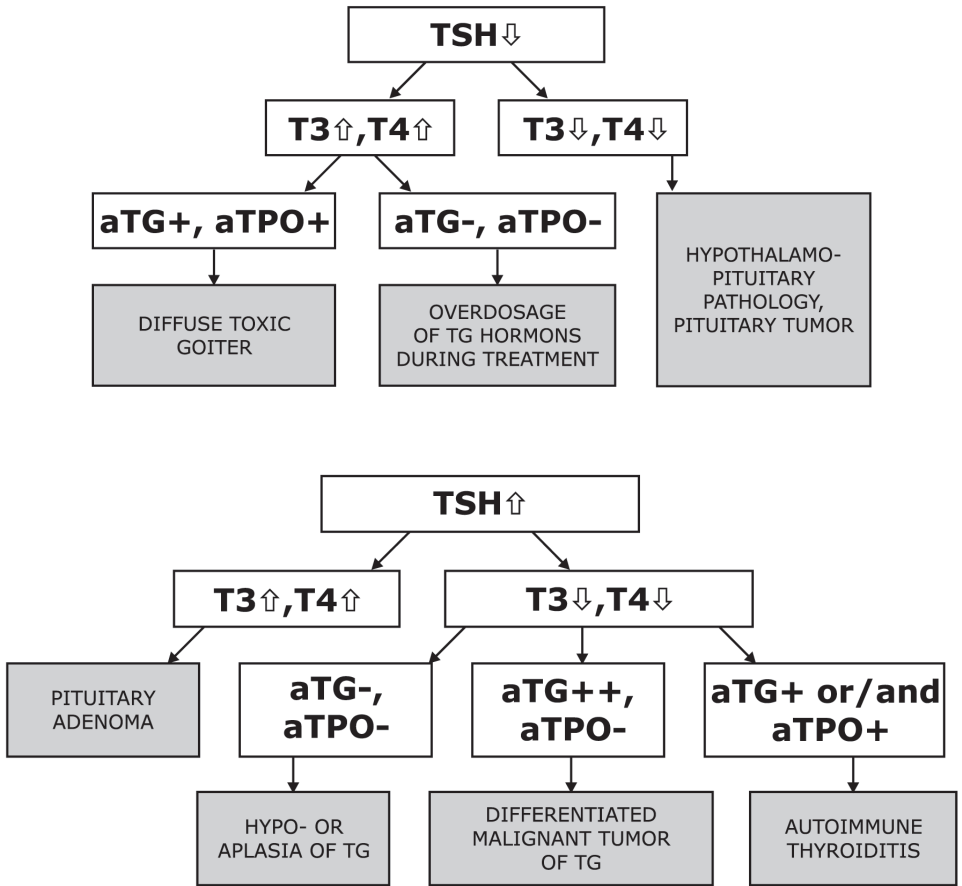 TSH⇩
T3⇧,T4⇧
T3⇩,T4⇩
aTG+, aTPO+
aTG-, aTPO-
HYPOTHALAMO-
PITUITARY
PATHOLOGY,
PITUITARY TUMOR
DIFFUSE TOXIC
GOITER
OVERDOSAGE
OF TG HORMONS
DURING TREATMENT
TSH⇧
T3⇧,T4⇧
T3⇩,T4⇩
PITUITARY
ADENOMA
aTG-,
aTPO-
aTG++,
aTPO-
aTG+ or/and
aTPO+
HYPO- OR
APLASIA OF TG
DIFFERENTIATED
MALIGNANT TUMOR
OF TG
AUTOIMMUNE
THYROIDITIS